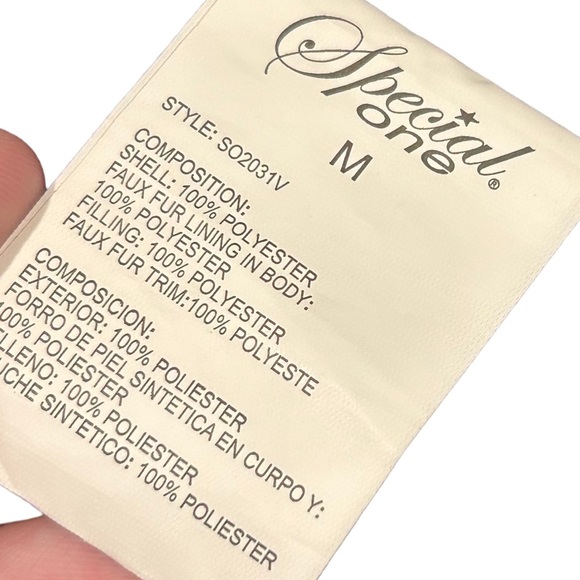 Special
one®
M
STYLE: SO2031V
COMPOSITION:
SHELL: 100% POLYESTER
FAUX FUR LINING IN BODY:
100% POLYESTER
FILLING: 100% POLYESTER
FAUX FUR TRIM:100% POLYESTE
COMPOSICION:
EXTERIOR: 100% POLIESTER
FORRO DE PIEL SINTETICA EN CURPO Y:
100% POLIESTER
LLENO: 100% POLIESTER
UCHE SINTETICO: 100% POLIESTER